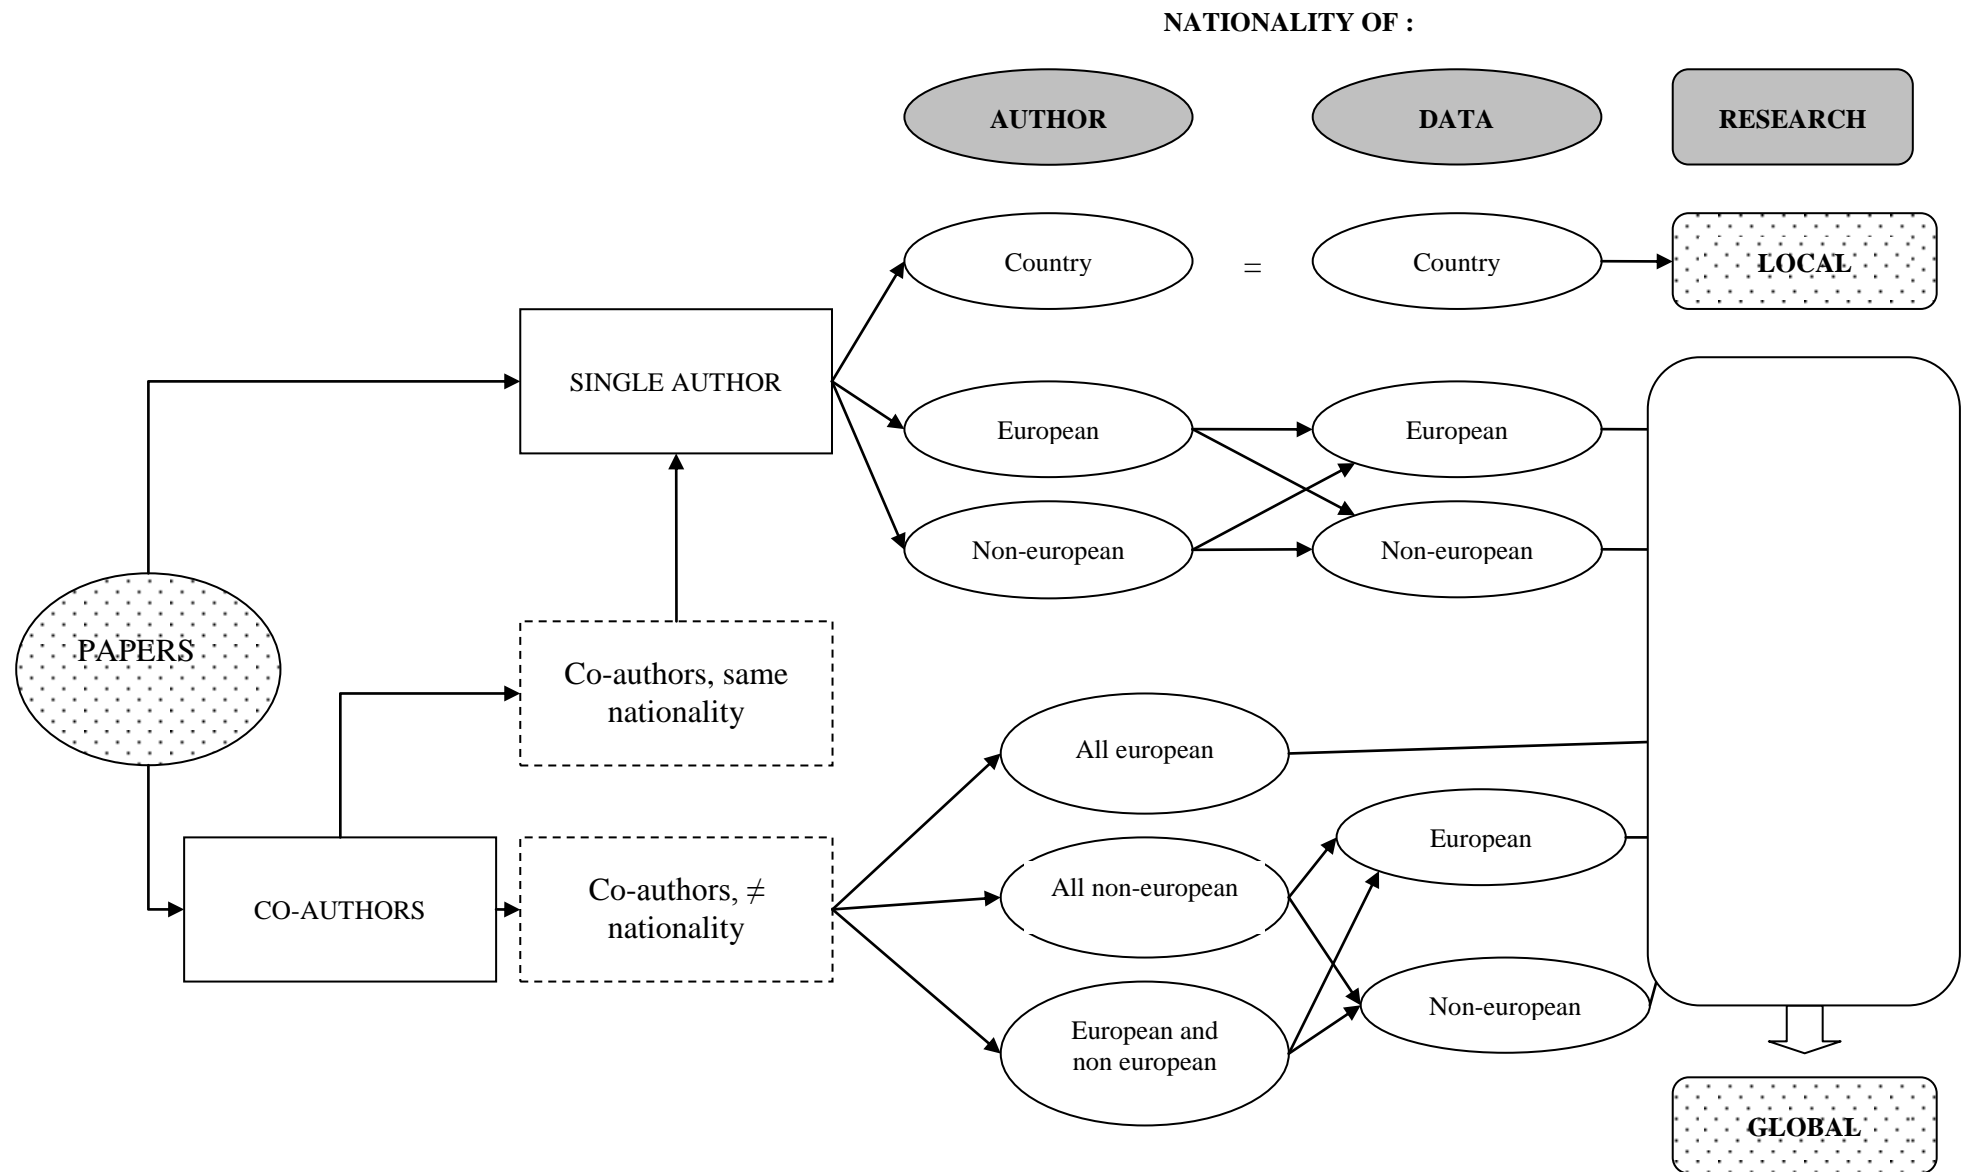 NATIONALITY OF :
AUTHOR
DATA
RESEARCH
Country
=
Country
LOCAL
SINGLE AUTHOR
European
European
Non-european
Non-european
PAPERS
Co-authors, same
nationality
All european
European
All non-european
Co-authors, ≠
nationality
CO-AUTHORS
Non-european
European and
non european
GLOBAL